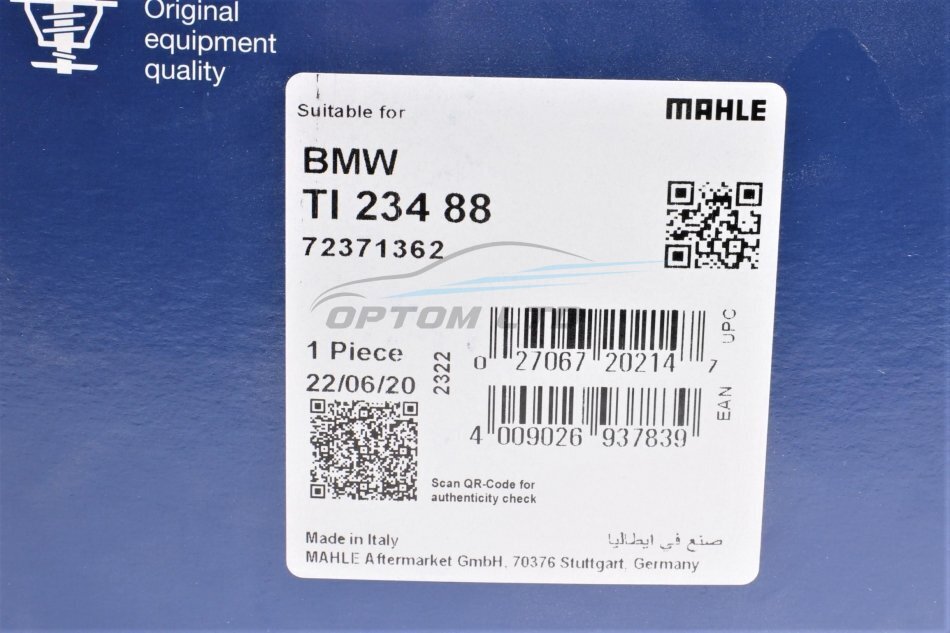 Original
equipment
quality
Suitable for
MAHLE
BMW
TI 234 88
72371362
OPTOM LTD
1 Piece
22/06/20
2322
0 27067 20214 7
UPC
4 009026 937839
EAN
Scan QR-Code for
authenticity check
Made in Italy
صنع في ايطاليا
MAHLE Aftermarket GmbH, 70376 Stuttgart, Germany